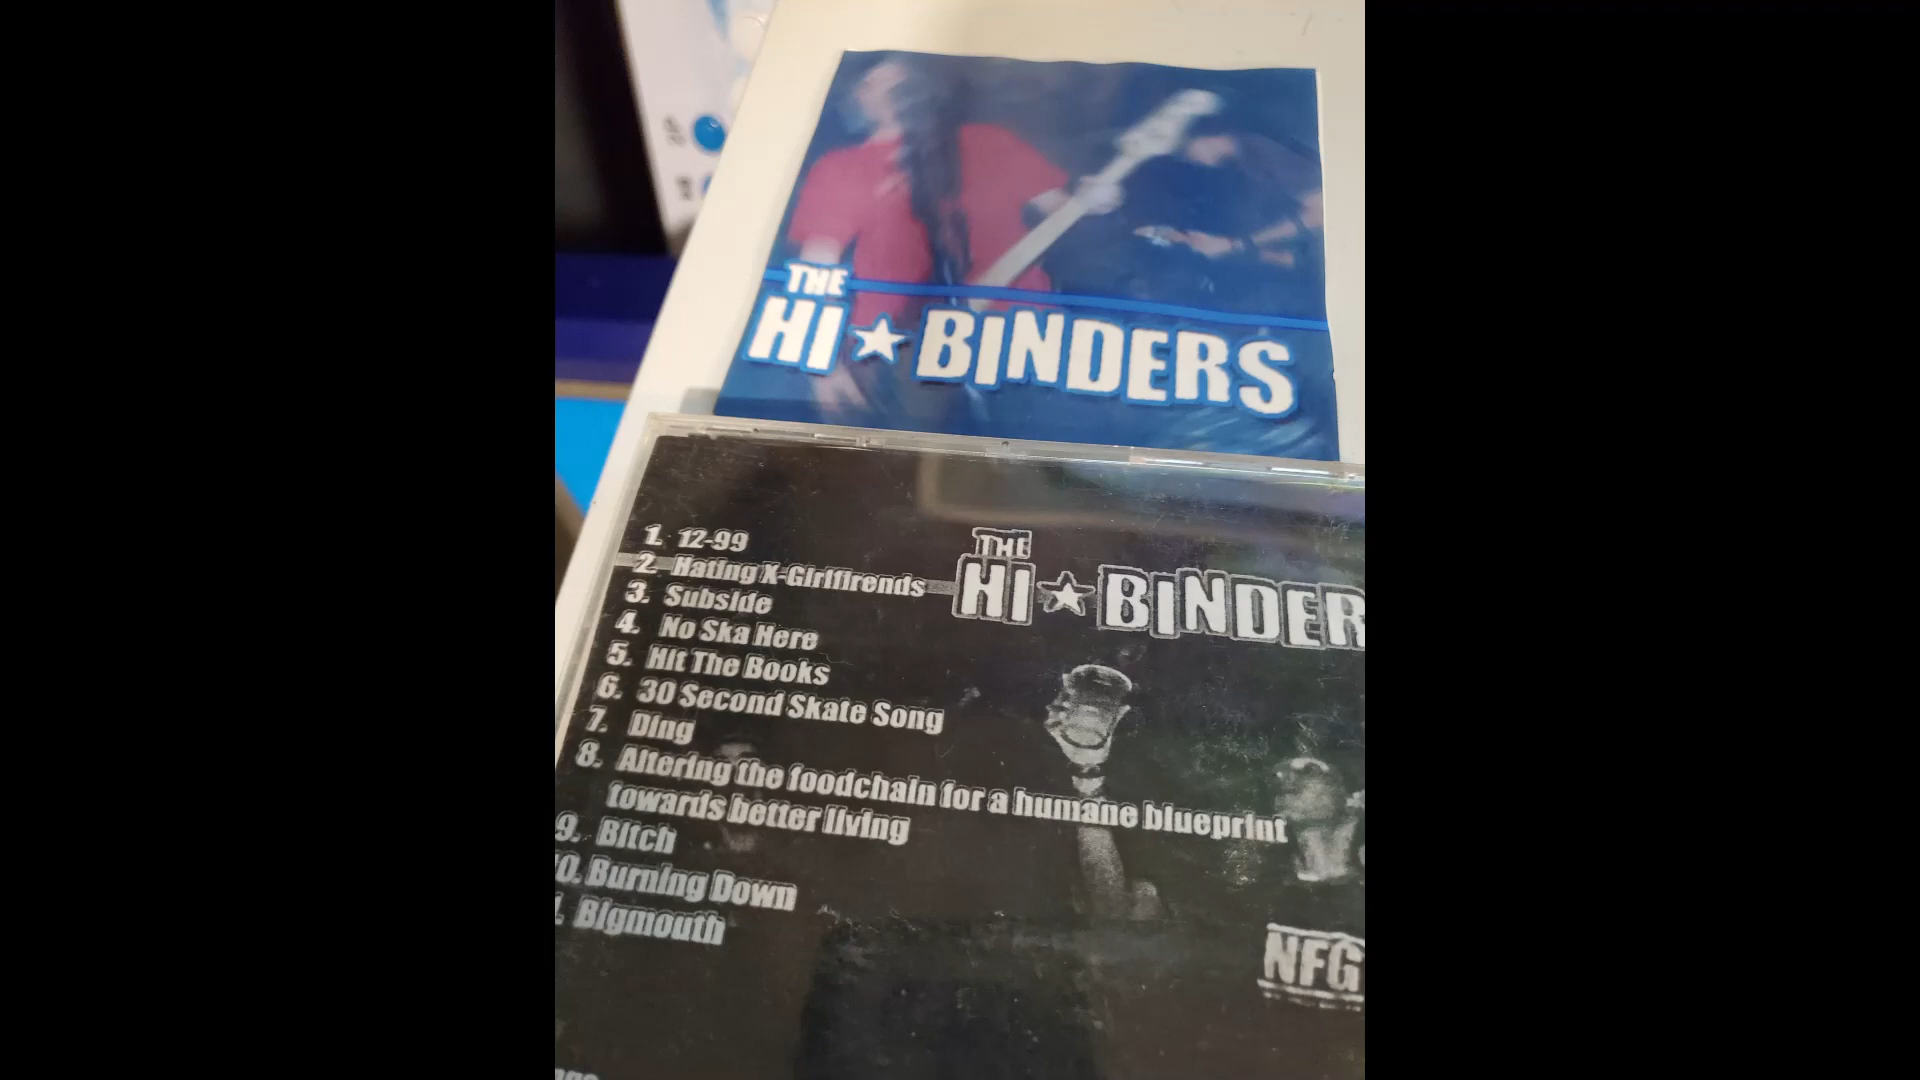 THE
HI★BINDERS
1. 12-99
2. Hating X-Girlfirends
3. Subside
4. No Ska Here
5. Hit The Books
6. 30 Second Skate Song
7. Ding
8. Altering the foodchain for a humane blueprint
towards better living
9. Bitch
0. Burning Down
Bigmouth
THE
HI★BINDER
NFG